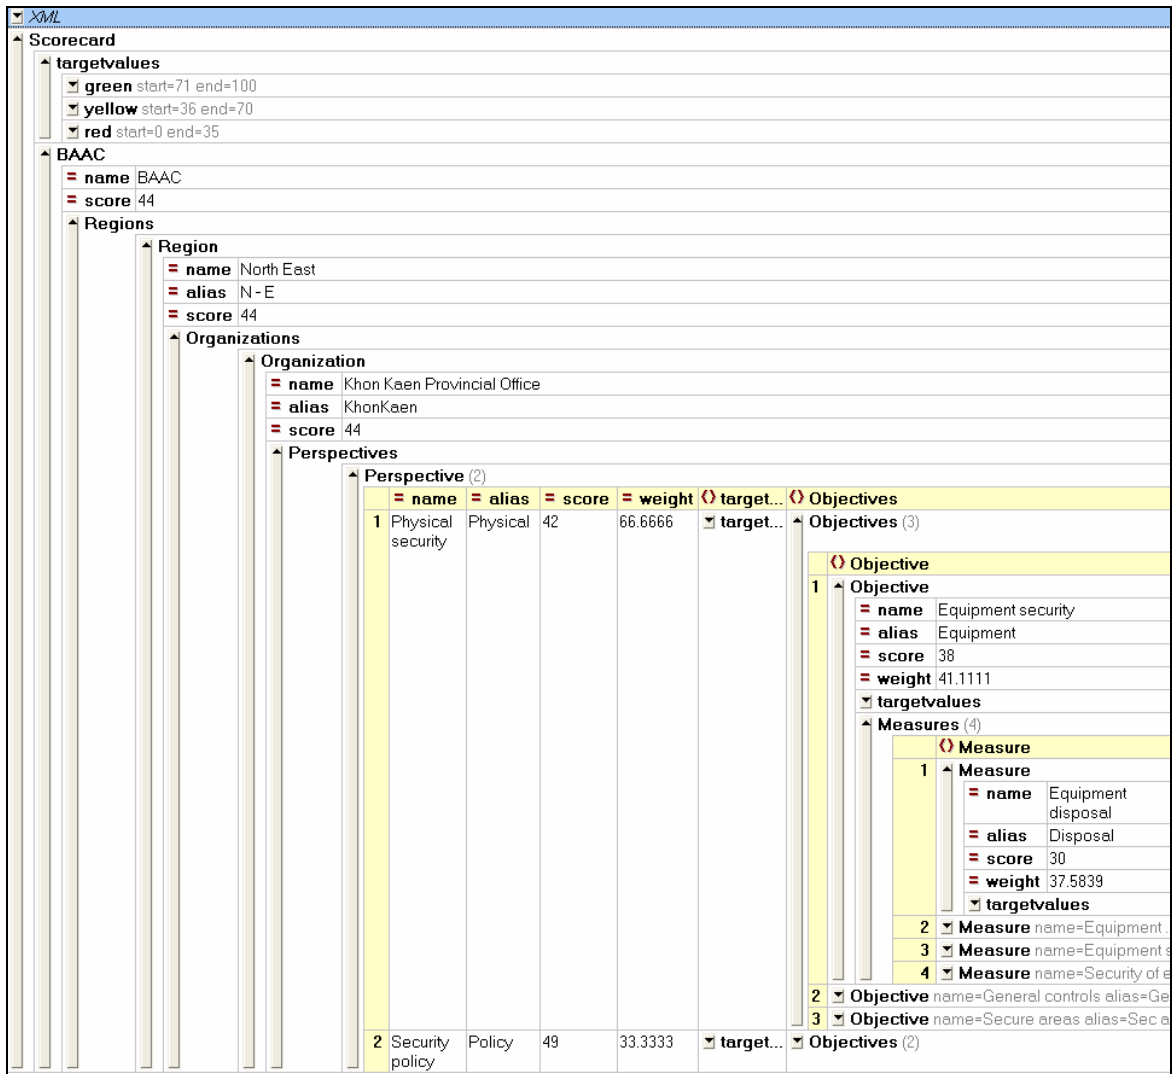 XML
Scorecard
targetvalues
green start=71 end=100
yellow start=36 end=70
red start=0 end=35
BAAC
= name BAAC
= score 44
Regions
Region
= name North East
= alias N - E
= score 44
Organizations
Organization
= name Khon Kaen Provincial Office
= alias KhonKaen
= score 44
Perspectives
Perspective (2)
= name = alias = score = weight () target... () Objectives
1 Physical security Physical 42 66.6666 target... Objectives (3)
() Objective
1 Objective
= name Equipment security
= alias Equipment
= score 38
= weight 41.1111
targetvalues
Measures (4)
() Measure
1 Measure
= name Equipment
disposal
= alias Disposal
= score 30
= weight 37.5839
targetvalues
2 Measure name=Equipment .
3 Measure name=Equipment s
4 Measure name=Security of e
2 Objective name=General controls alias=Ge
3 Objective name=Secure areas alias=Sec a
2 Security policy Policy 49 33.3333 target... Objectives (2)